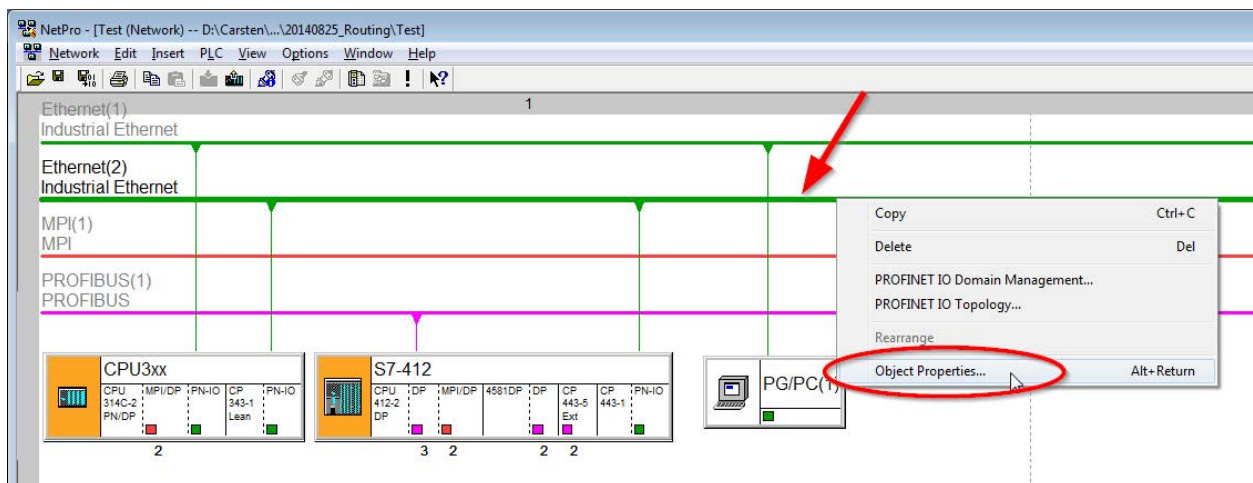 NetPro - [Test (Network) -- D:\Carsten\...\20140825_Routing\Test]
Network Edit Insert PLC View Options Window Help
1
Ethernet(1)
Industrial Ethernet
Ethernet(2)
Industrial Ethernet
MPI(1)
MPI
PROFIBUS(1)
PROFIBUS
Copy Ctrl+C
Delete Del
PROFINET IO Domain Management...
PROFINET IO Topology...
Rearrange
Object Properties... Alt+Return
CPU3xx
CPU MPI/DP PN-IO CP PN-IO
314C-2 343-1
PN/DP Lean
2
S7-412
CPU DP MPI/DP 4581DP DP CP CP PN-IO
412-2 443-5 443-1
DP Ext
3 2 2 2
PG/PC(1)